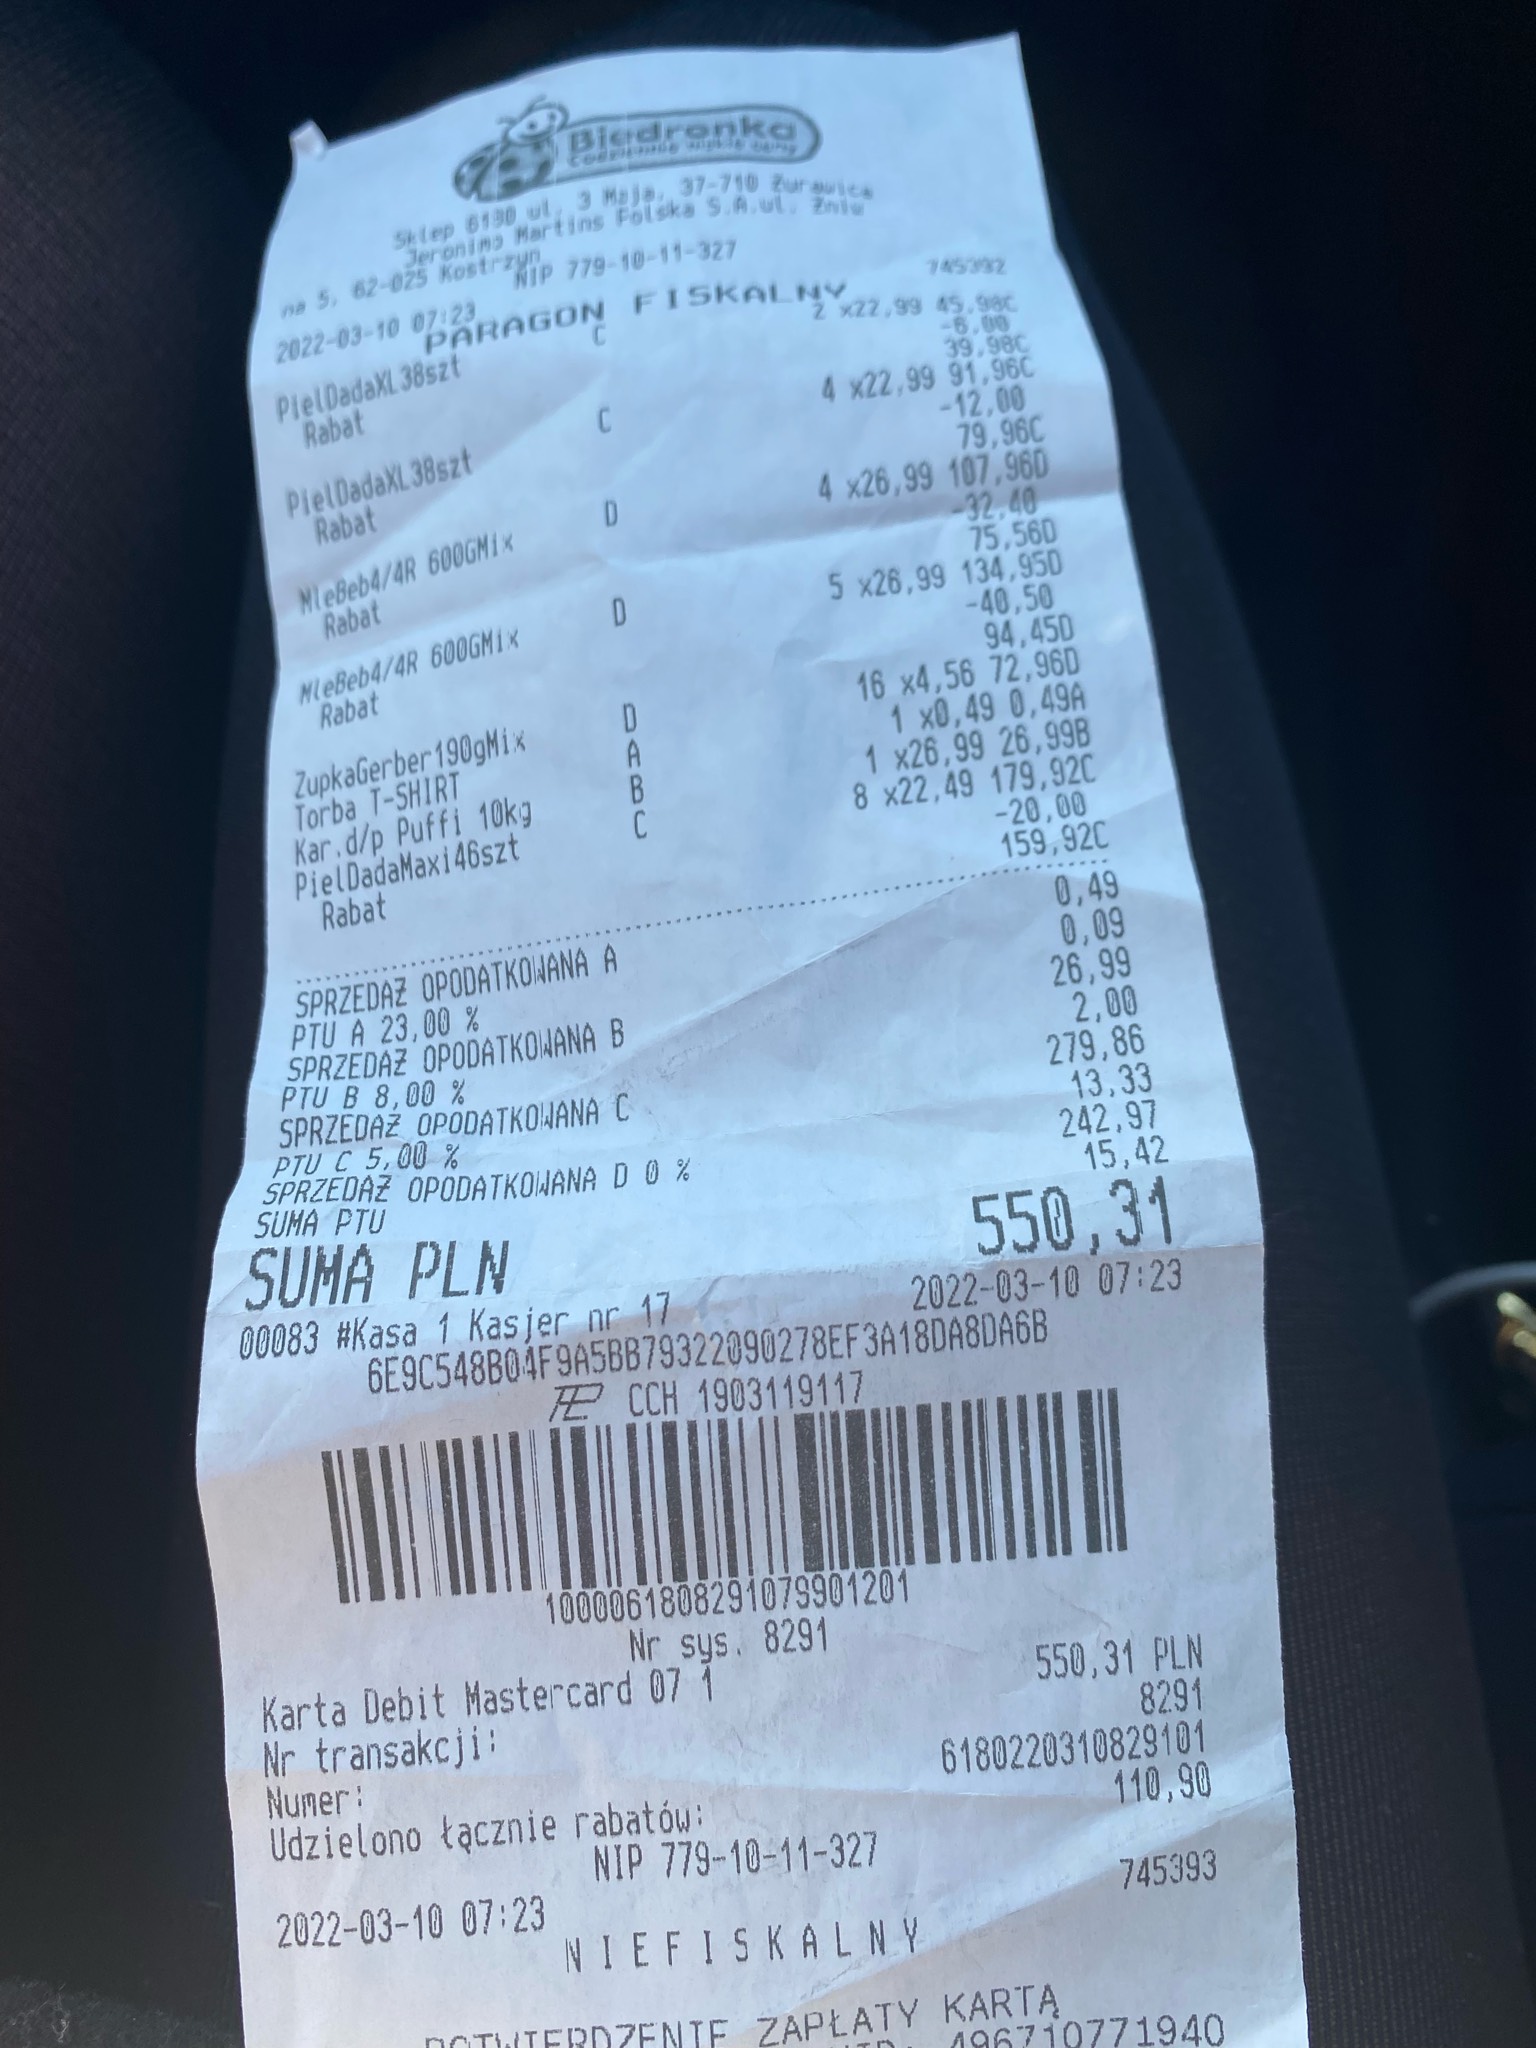 Biedronka
Codziennie niskie ceny
Sklep 6180 ul. 3 Maja, 37-710 Żurawica
Jeronimo Martins Polska S.A.ul. Żniw
na 5, 62-025 Kostrzyn
NIP 779-10-11-327
2022-03-10 07:23 745392
PARAGON FISKALNY
PielDadaXL38szt C 2 x22,99 45,98C
Rabat -6,00
39,98C
PielDadaXL38szt C 4 x22,99 91,96C
Rabat -12,00
79,96C
MleBeb4/4R 600GMix D 4 x26,99 107,96D
Rabat -32,40
75,56D
MleBeb4/4R 600GMix D 5 x26,99 134,95D
Rabat -40,50
94,45D
ZupkaGerber190gMix D 16 x4,56 72,96D
Torba T-SHIRT A 1 x0,49 0,49A
Kar.d/p Puffi 10kg B 1 x26,99 26,99B
PielDadaMaxi46szt C 8 x22,49 179,92C
Rabat -20,00
159,92C
SPRZEDAŻ OPODATKOWANA A 0,49
PTU A 23,00 % 0,09
SPRZEDAŻ OPODATKOWANA B 26,99
PTU B 8,00 % 2,00
SPRZEDAŻ OPODATKOWANA C 279,86
PTU C 5,00 % 13,33
SPRZEDAŻ OPODATKOWANA D 0 % 242,97
SUMA PTU 15,42
SUMA PLN 550,31
00083 #Kasa 1 Kasjer nr 17 2022-03-10 07:23
6E9C548B04F9A5BB79322090278EF3A18DA8DA6B
CCH 1903119117
1000061808291079901201
Nr sys. 8291
Karta Debit Mastercard 07 1 550,31 PLN
Nr transakcji: 8291
Numer: 6180220310829101
Udzielono łącznie rabatów: 110,90
NIP 779-10-11-327
2022-03-10 07:23 745393
NIEFISKALNY
POTWIERDZENIE ZAPŁATY KARTĄ
496710771940